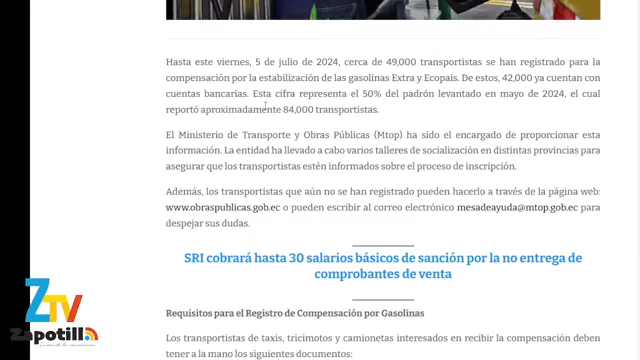 Hasta este viernes, 5 de julio de 2024, cerca de 49,000 transportistas se han registrado para la
compensación por la estabilización de las gasolinas Extra y Ecopaís. De estos, 42,000 ya cuentan con
cuentas bancarias. Esta cifra representa el 50% del padrón levantado en mayo de 2024, el cual
reportó aproximadamente 84,000 transportistas.
El Ministerio de Transporte y Obras Públicas (Mtop) ha sido el encargado de proporcionar esta
información. La entidad ha llevado a cabo varios talleres de socialización en distintas provincias para
asegurar que los transportistas estén informados sobre el proceso de inscripción.
Además, los transportistas que aún no se han registrado pueden hacerlo a través de la página web:
www.obraspublicas.gob.ec o pueden escribir al correo electrónico mesadeayuda@mtop.gob.ec para
despejar sus dudas.
SRI cobrará hasta 30 salarios básicos de sanción por la no entrega de
comprobantes de venta
Requisitos para el Registro de Compensación por Gasolinas
Los transportistas de taxis, tricimotos y camionetas interesados en recibir la compensación deben
tener a la mano los siguientes documentos:
ZTV
Zapotillo